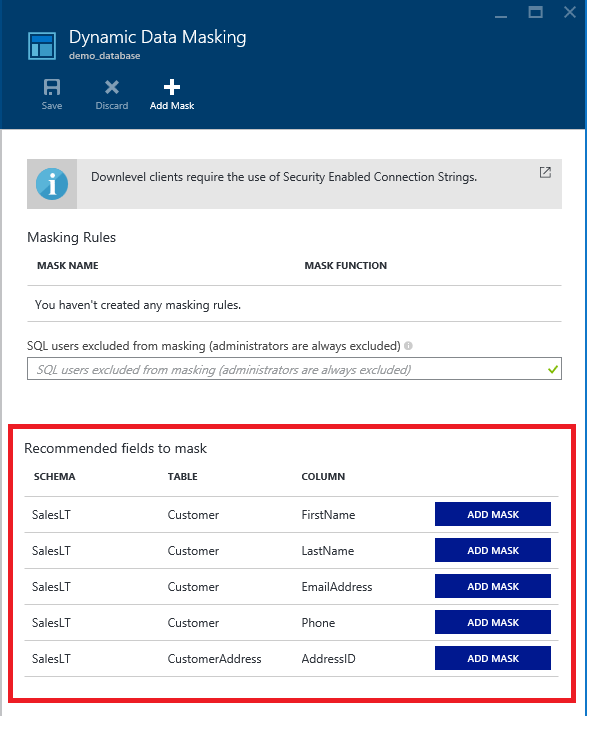 Dynamic Data Masking
demo_database
Save Discard Add Mask
Downlevel clients require the use of Security Enabled Connection Strings.
Masking Rules
MASK NAME MASK FUNCTION
You haven't created any masking rules.
SQL users excluded from masking (administrators are always excluded)
SQL users excluded from masking (administrators are always excluded)
Recommended fields to mask
SCHEMA TABLE COLUMN
SalesLT Customer FirstName ADD MASK
SalesLT Customer LastName ADD MASK
SalesLT Customer EmailAddress ADD MASK
SalesLT Customer Phone ADD MASK
SalesLT CustomerAddress AddressID ADD MASK